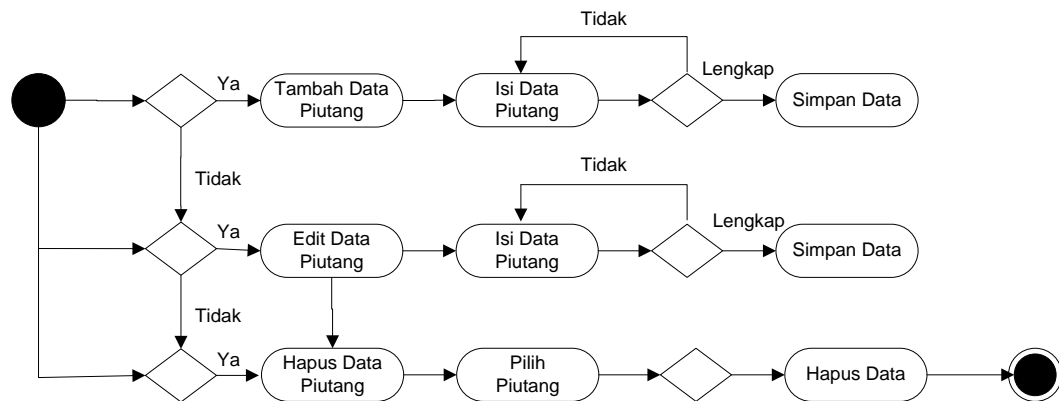 Tidak
Ya
Tambah Data
Piutang
Isi Data
Piutang
Lengkap
Simpan Data
Tidak
Tidak
Ya
Edit Data
Piutang
Isi Data
Piutang
Lengkap
Simpan Data
Tidak
Ya
Hapus Data
Piutang
Pilih
Piutang
Hapus Data